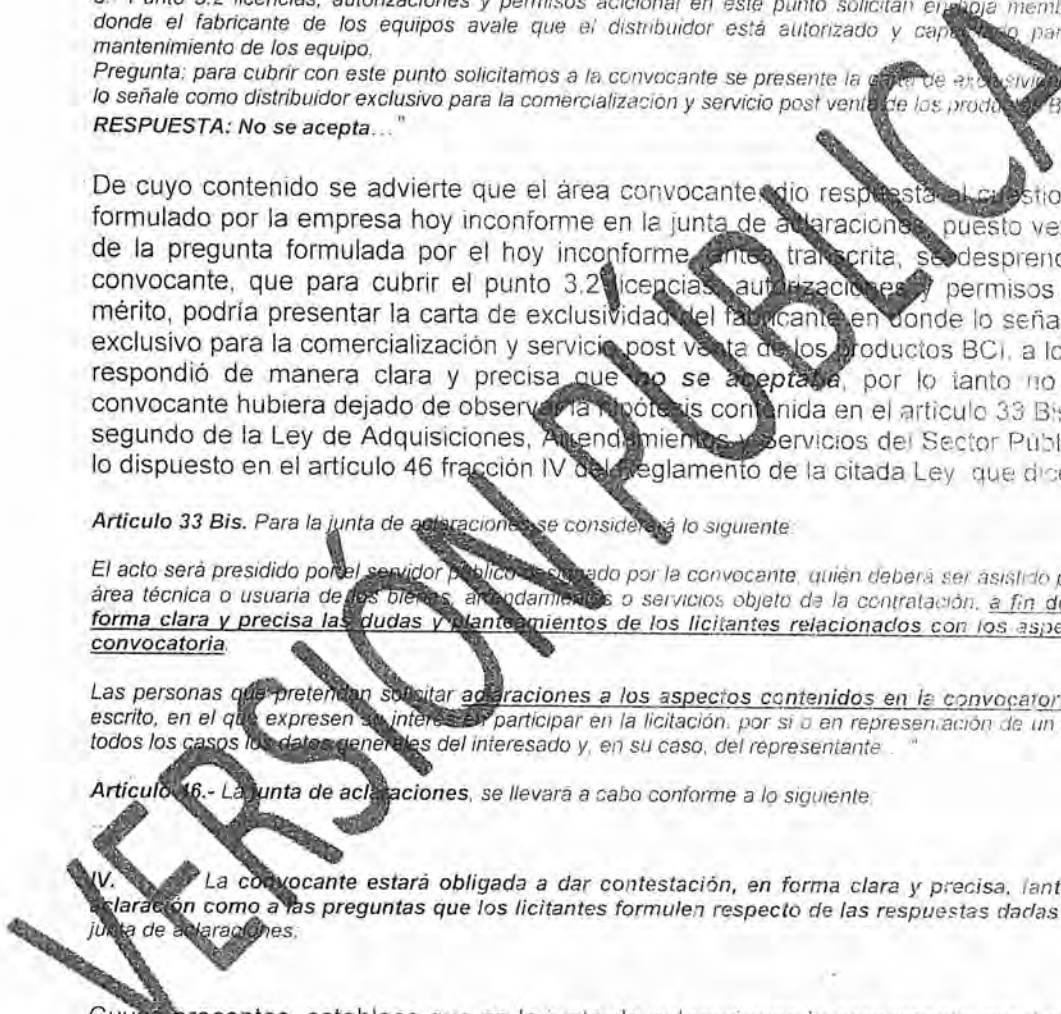 Punto 3.2 licencias, autorizaciones y permisos adicional en este punto solicitan en hoja
donde el fabricante de los equipos avale que el distribuidor está autorizado y
mantenimiento de los equipo.
Pregunta: para cubrir con este punto solicitamos a la convocante se presente la carta de
lo señale como distribuidor exclusivo para la comercialización y servicio post venta de los
RESPUESTA: No se acepta..."
De cuyo contenido se advierte que el área convocante, dio respuesta al
formulado por la empresa hoy inconforme en la junta de aclaraciones, puesto
de la pregunta formulada por el hoy inconforme, antes transcrita, se
convocante, que para cubrir el punto 3.2 licencias, autorizaciones y permisos
mérito, podría presentar la carta de exclusividad del fabricante en donde lo
exclusivo para la comercialización y servicio post venta de los productos BCI, a
respondió de manera clara y precisa que no se aceptaba, por lo tanto no
convocante hubiera dejado de observar la hipótesis contenida en el articulo 33
segundo de la Ley de Adquisiciones, Arrendamientos y Servicios del Sector
lo dispuesto en el artículo 46 fracción IV del Reglamento de la citada Ley que
Artículo 33 Bis. Para la junta de aclaraciones se considerará lo siguiente:
El acto será presidido por el servidor público designado por la convocante, quién deberá ser asistido
área técnica o usuaria de los bienes, arrendamientos o servicios objeto de la contratación, a fin
forma clara y precisa las dudas y planteamientos de los licitantes relacionados con los
convocatoria.
Las personas que pretendan solicitar aclaraciones a los aspectos contenidos en la
escrito, en el que expresen su interés en participar en la licitación, por si o en representación de un
todos los casos los datos generales del interesado y, en su caso, del representante... "
Artículo 46.- La junta de aclaraciones, se llevará a cabo conforme a lo siguiente:
IV. La convocante estará obligada a dar contestación, en forma clara y precisa,
aclaración como a las preguntas que los licitantes formulen respecto de las respuestas dadas
junta de aclaraciones.
VERSIÓN PÚBLICA